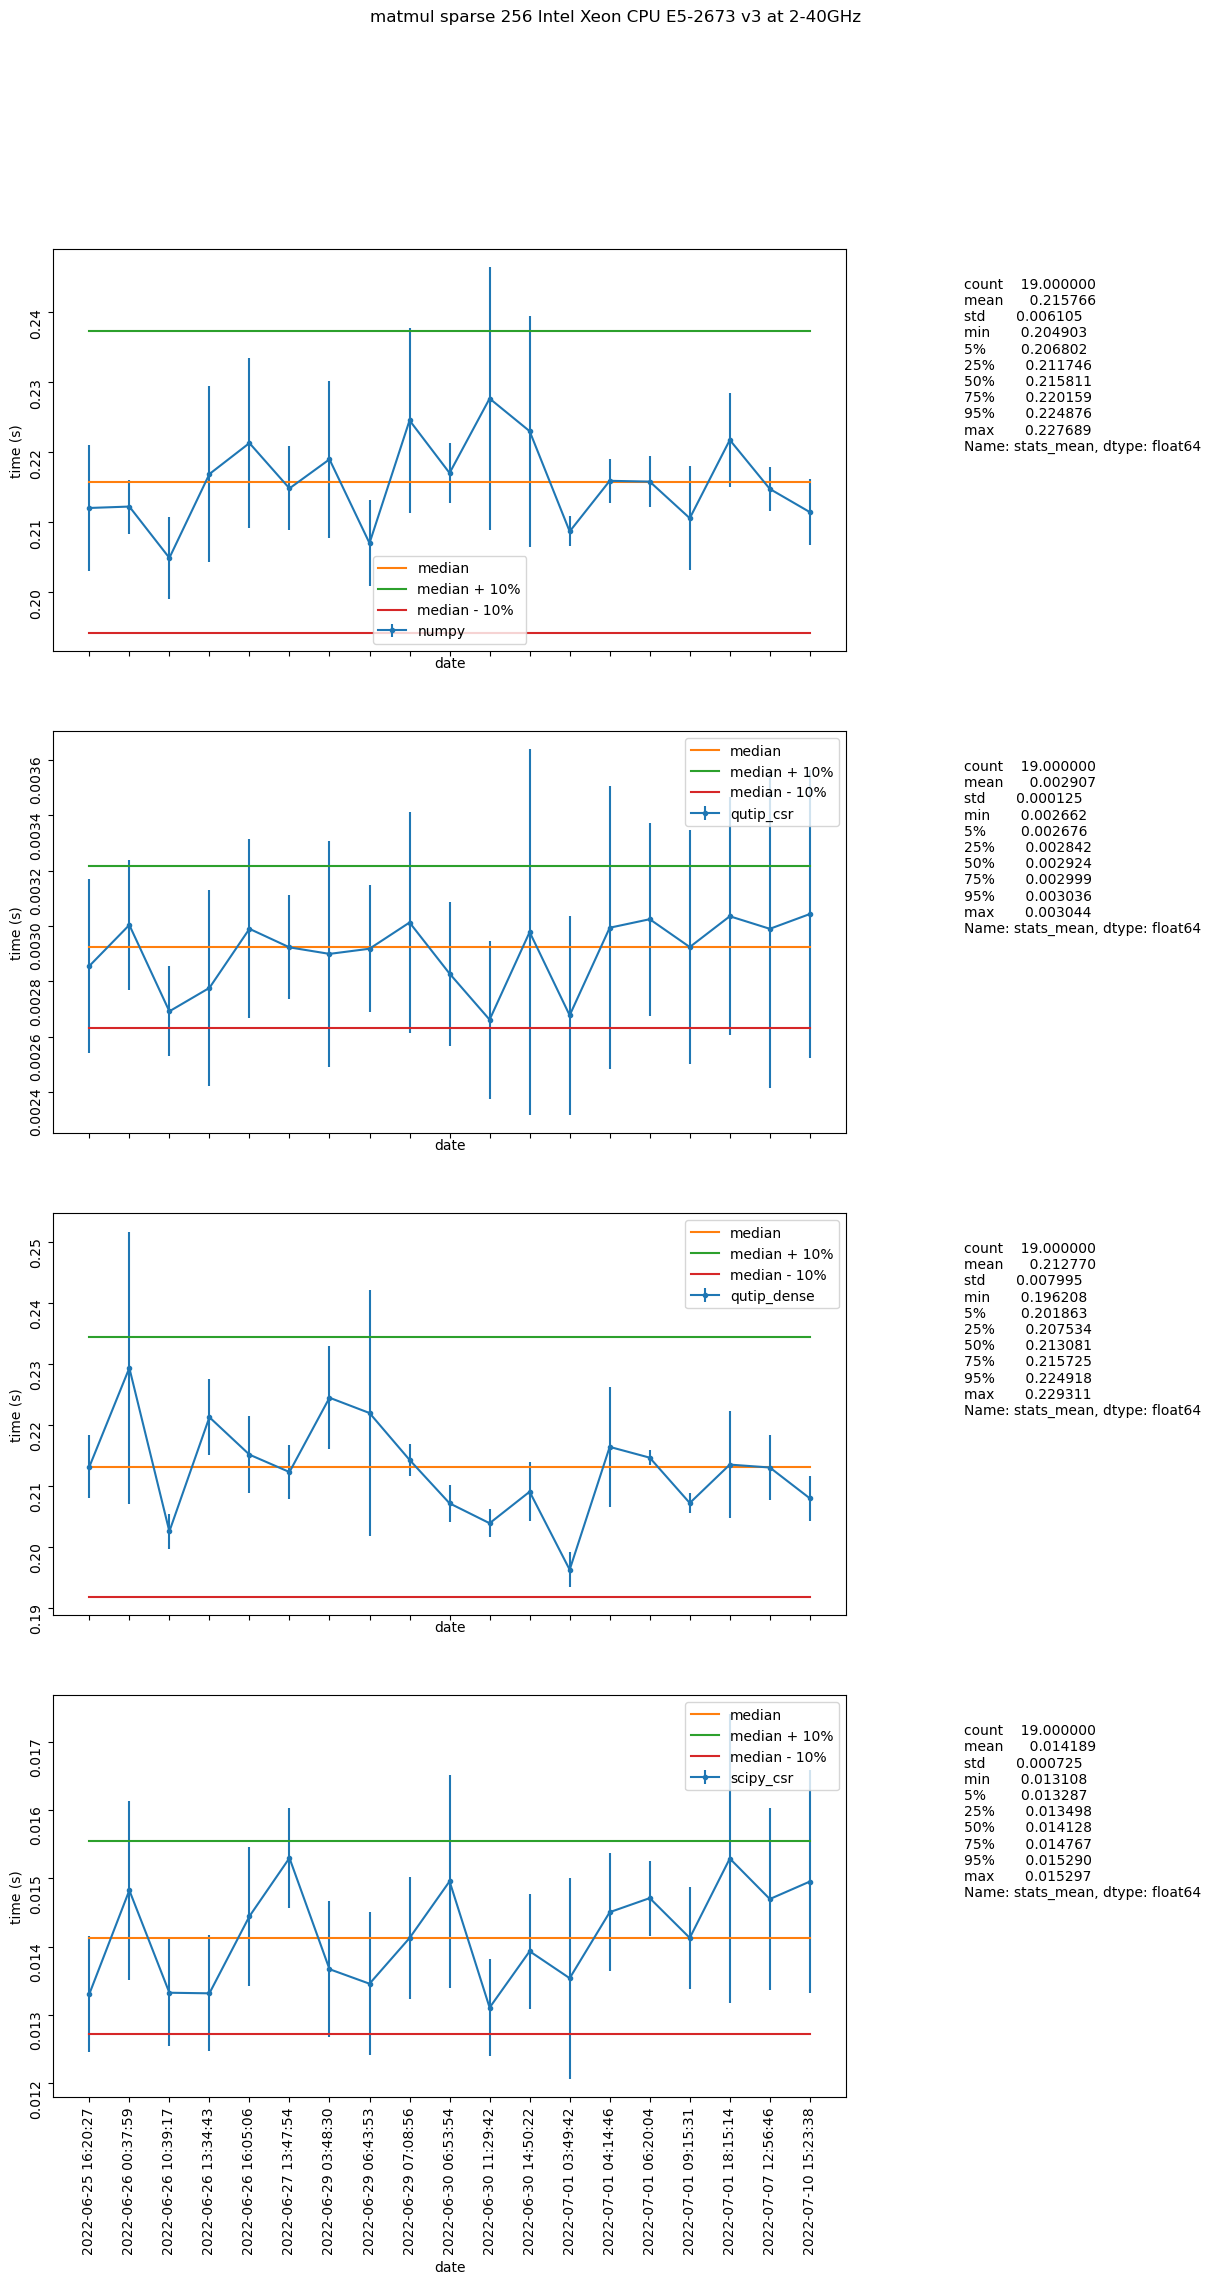 matmul sparse 256 Intel Xeon CPU E5-2673 v3 at 2-40GHz
time (s)
0.24
0.23
0.22
0.21
0.20
median
median + 10%
median - 10%
numpy
date
count 19.000000
mean 0.215766
std 0.006105
min 0.204903
5% 0.206802
25% 0.211746
50% 0.215811
75% 0.220159
95% 0.224876
max 0.227689
Name: stats_mean, dtype: float64
time (s)
0.0036
0.0034
0.0032
0.0030
0.0028
0.0026
0.0024
median
median + 10%
median - 10%
qutip_csr
date
count 19.000000
mean 0.002907
std 0.000125
min 0.002662
5% 0.002676
25% 0.002842
50% 0.002924
75% 0.002999
95% 0.003036
max 0.003044
Name: stats_mean, dtype: float64
time (s)
0.25
0.24
0.23
0.22
0.21
0.20
0.19
median
median + 10%
median - 10%
qutip_dense
date
count 19.000000
mean 0.212770
std 0.007995
min 0.196208
5% 0.201863
25% 0.207534
50% 0.213081
75% 0.215725
95% 0.224918
max 0.229311
Name: stats_mean, dtype: float64
time (s)
0.017
0.016
0.015
0.014
0.013
0.012
median
median + 10%
median - 10%
scipy_csr
count 19.000000
mean 0.014189
std 0.000725
min 0.013108
5% 0.013287
25% 0.013498
50% 0.014128
75% 0.014767
95% 0.015290
max 0.015297
Name: stats_mean, dtype: float64
2022-06-25 16:20:27
2022-06-26 00:37:59
2022-06-26 10:39:17
2022-06-26 13:34:43
2022-06-26 16:05:06
2022-06-27 13:47:54
2022-06-29 03:48:30
2022-06-29 06:43:53
2022-06-29 07:08:56
2022-06-30 06:53:54
2022-06-30 11:29:42
2022-06-30 14:50:22
2022-07-01 03:49:42
2022-07-01 04:14:46
2022-07-01 06:20:04
2022-07-01 09:15:31
2022-07-01 18:15:14
2022-07-07 12:56:46
2022-07-10 15:23:38
date